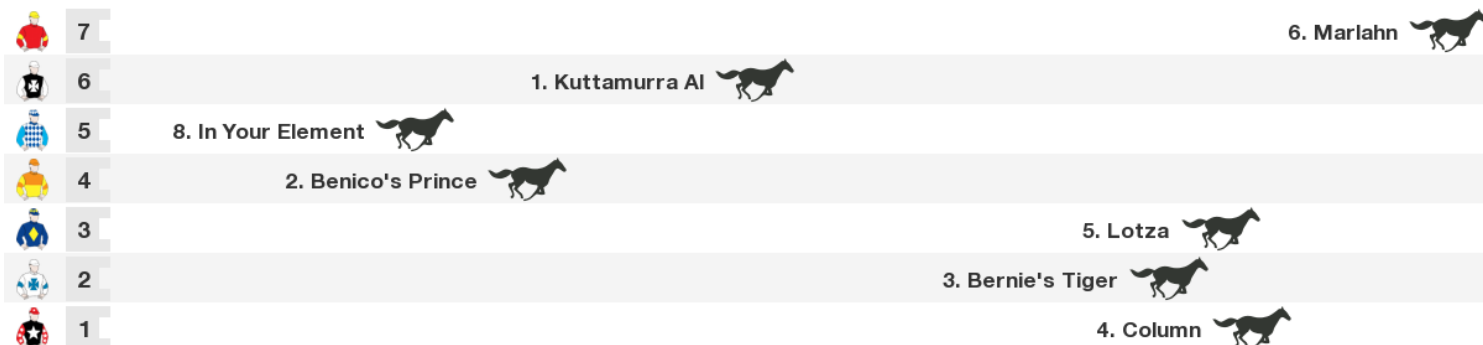 7 6. Marlahn
6 1. Kuttamurra Al
5 8. In Your Element
4 2. Benico's Prince
3 5. Lotza
2 3. Bernie's Tiger
1 4. Column